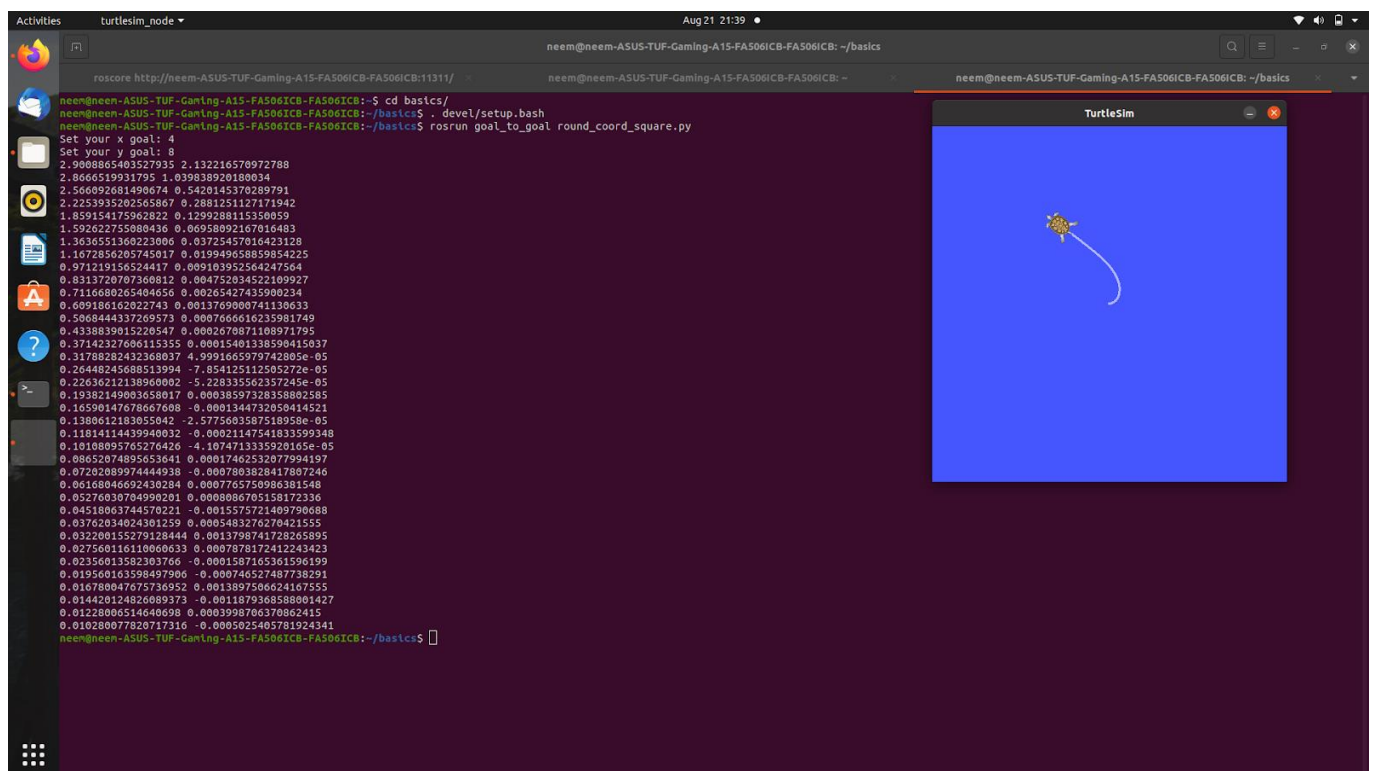 Activities turtlesim_node Aug 21 21:39
neem@neem-ASUS-TUF-Gaming-A15-FA506ICB-FA506ICB: ~/basics
roscore http://neem-ASUS-TUF-Gaming-A15-FA506ICB-FA506ICB:11311/ neem@neem-ASUS-TUF-Gaming-A15-FA506ICB-FA506ICB: ~ neem@neem-ASUS-TUF-Gaming-A15-FA506ICB-FA506ICB: ~/basics
neem@neem-ASUS-TUF-Gaming-A15-FA506ICB-FA506ICB:~$ cd basics/
neem@neem-ASUS-TUF-Gaming-A15-FA506ICB-FA506ICB:~/basics$ . devel/setup.bash
neem@neem-ASUS-TUF-Gaming-A15-FA506ICB-FA506ICB:~/basics$ rosrun goal_to_goal round_coord_square.py
Set your x goal: 4
Set your y goal: 8
2.9008865403527935 2.132216570972788
2.8666519931795 1.039838920180034
2.566092681490674 0.5420145370289791
2.2253935202565867 0.2881251127171942
1.859154175962822 0.1299288115350059
1.592622755080436 0.06958092167016483
1.3636551360223006 0.03725457016423128
1.1672856205745017 0.019949658859854225
0.971219156524417 0.009103952564247564
0.8313720707360812 0.004752034522109927
0.7116680265404656 0.00265427435900234
0.609186162022743 0.0013769000741130633
0.5068444337269573 0.0007666616235981749
0.4338839015220547 0.0002670871108971795
0.37142327606115355 0.00015401338590415037
0.31788282432368037 4.9991665979742805e-05
0.26448245688513994 -7.854125112505272e-05
0.22636212138960002 -5.228335562357245e-05
0.19382149003658017 0.00038597328358802585
0.16590147678667608 -0.0001344732050414521
0.1380612183055042 -2.5775603587518958e-05
0.11814114439940032 -0.00021147541833599348
0.10108095765276426 -4.1074713335920165e-05
0.08652074895653641 0.00017462532077994197
0.07202089974444938 -0.0007803828417807246
0.06168046692430284 0.0007765750986381548
0.05276030704990201 0.0008086705158172336
0.04518063744570221 -0.0015575721409790688
0.03762034024301259 0.0005483276270421555
0.032200155279128444 0.0013798741728265895
0.027560116110060633 0.0007878172412243423
0.02356013582303766 -0.0001587165361596199
0.019560163598497906 -0.000746527487738291
0.016780047675736952 0.0013897506624167555
0.014420124826089373 -0.0011879368588001427
0.01228006514640698 0.0003998706370862415
0.010280077820717316 -0.0005025405781924341
neem@neem-ASUS-TUF-Gaming-A15-FA506ICB-FA506ICB:~/basics$
TurtleSim